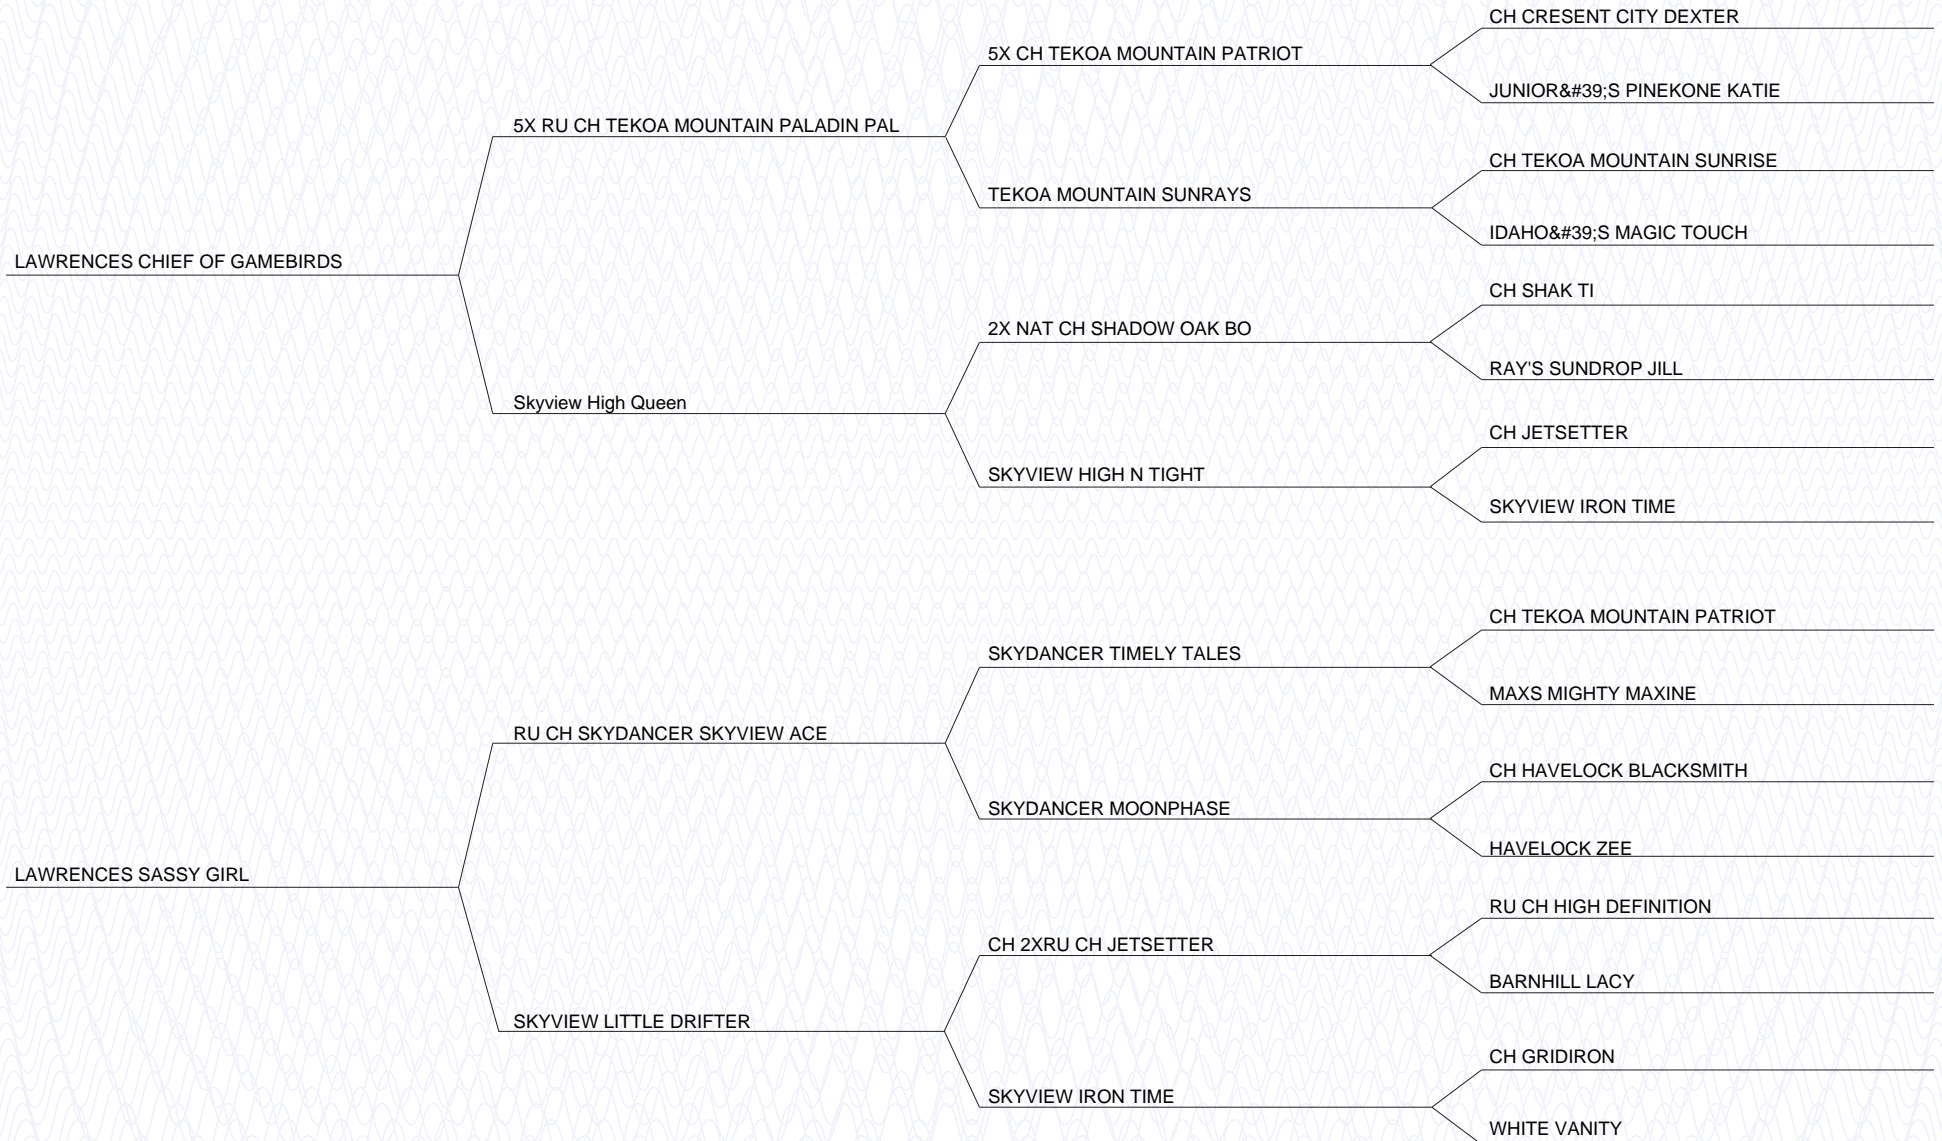 CH CRESENT CITY DEXTER
5X CH TEKOA MOUNTAIN PATRIOT
JUNIOR&#39;S PINEKONE KATIE
5X RU CH TEKOA MOUNTAIN PALADIN PAL
CH TEKOA MOUNTAIN SUNRISE
TEKOA MOUNTAIN SUNRAYS
IDAHO&#39;S MAGIC TOUCH
LAWRENCES CHIEF OF GAMEBIRDS
CH SHAK TI
2X NAT CH SHADOW OAK BO
RAY'S SUNDROP JILL
Skyview High Queen
CH JETSETTER
SKYVIEW HIGH N TIGHT
SKYVIEW IRON TIME
CH TEKOA MOUNTAIN PATRIOT
SKYDANCER TIMELY TALES
MAXS MIGHTY MAXINE
RU CH SKYDANCER SKYVIEW ACE
CH HAVELOCK BLACKSMITH
SKYDANCER MOONPHASE
HAVELOCK ZEE
LAWRENCES SASSY GIRL
RU CH HIGH DEFINITION
CH 2XRU CH JETSETTER
BARNHILL LACY
SKYVIEW LITTLE DRIFTER
CH GRIDIRON
SKYVIEW IRON TIME
WHITE VANITY